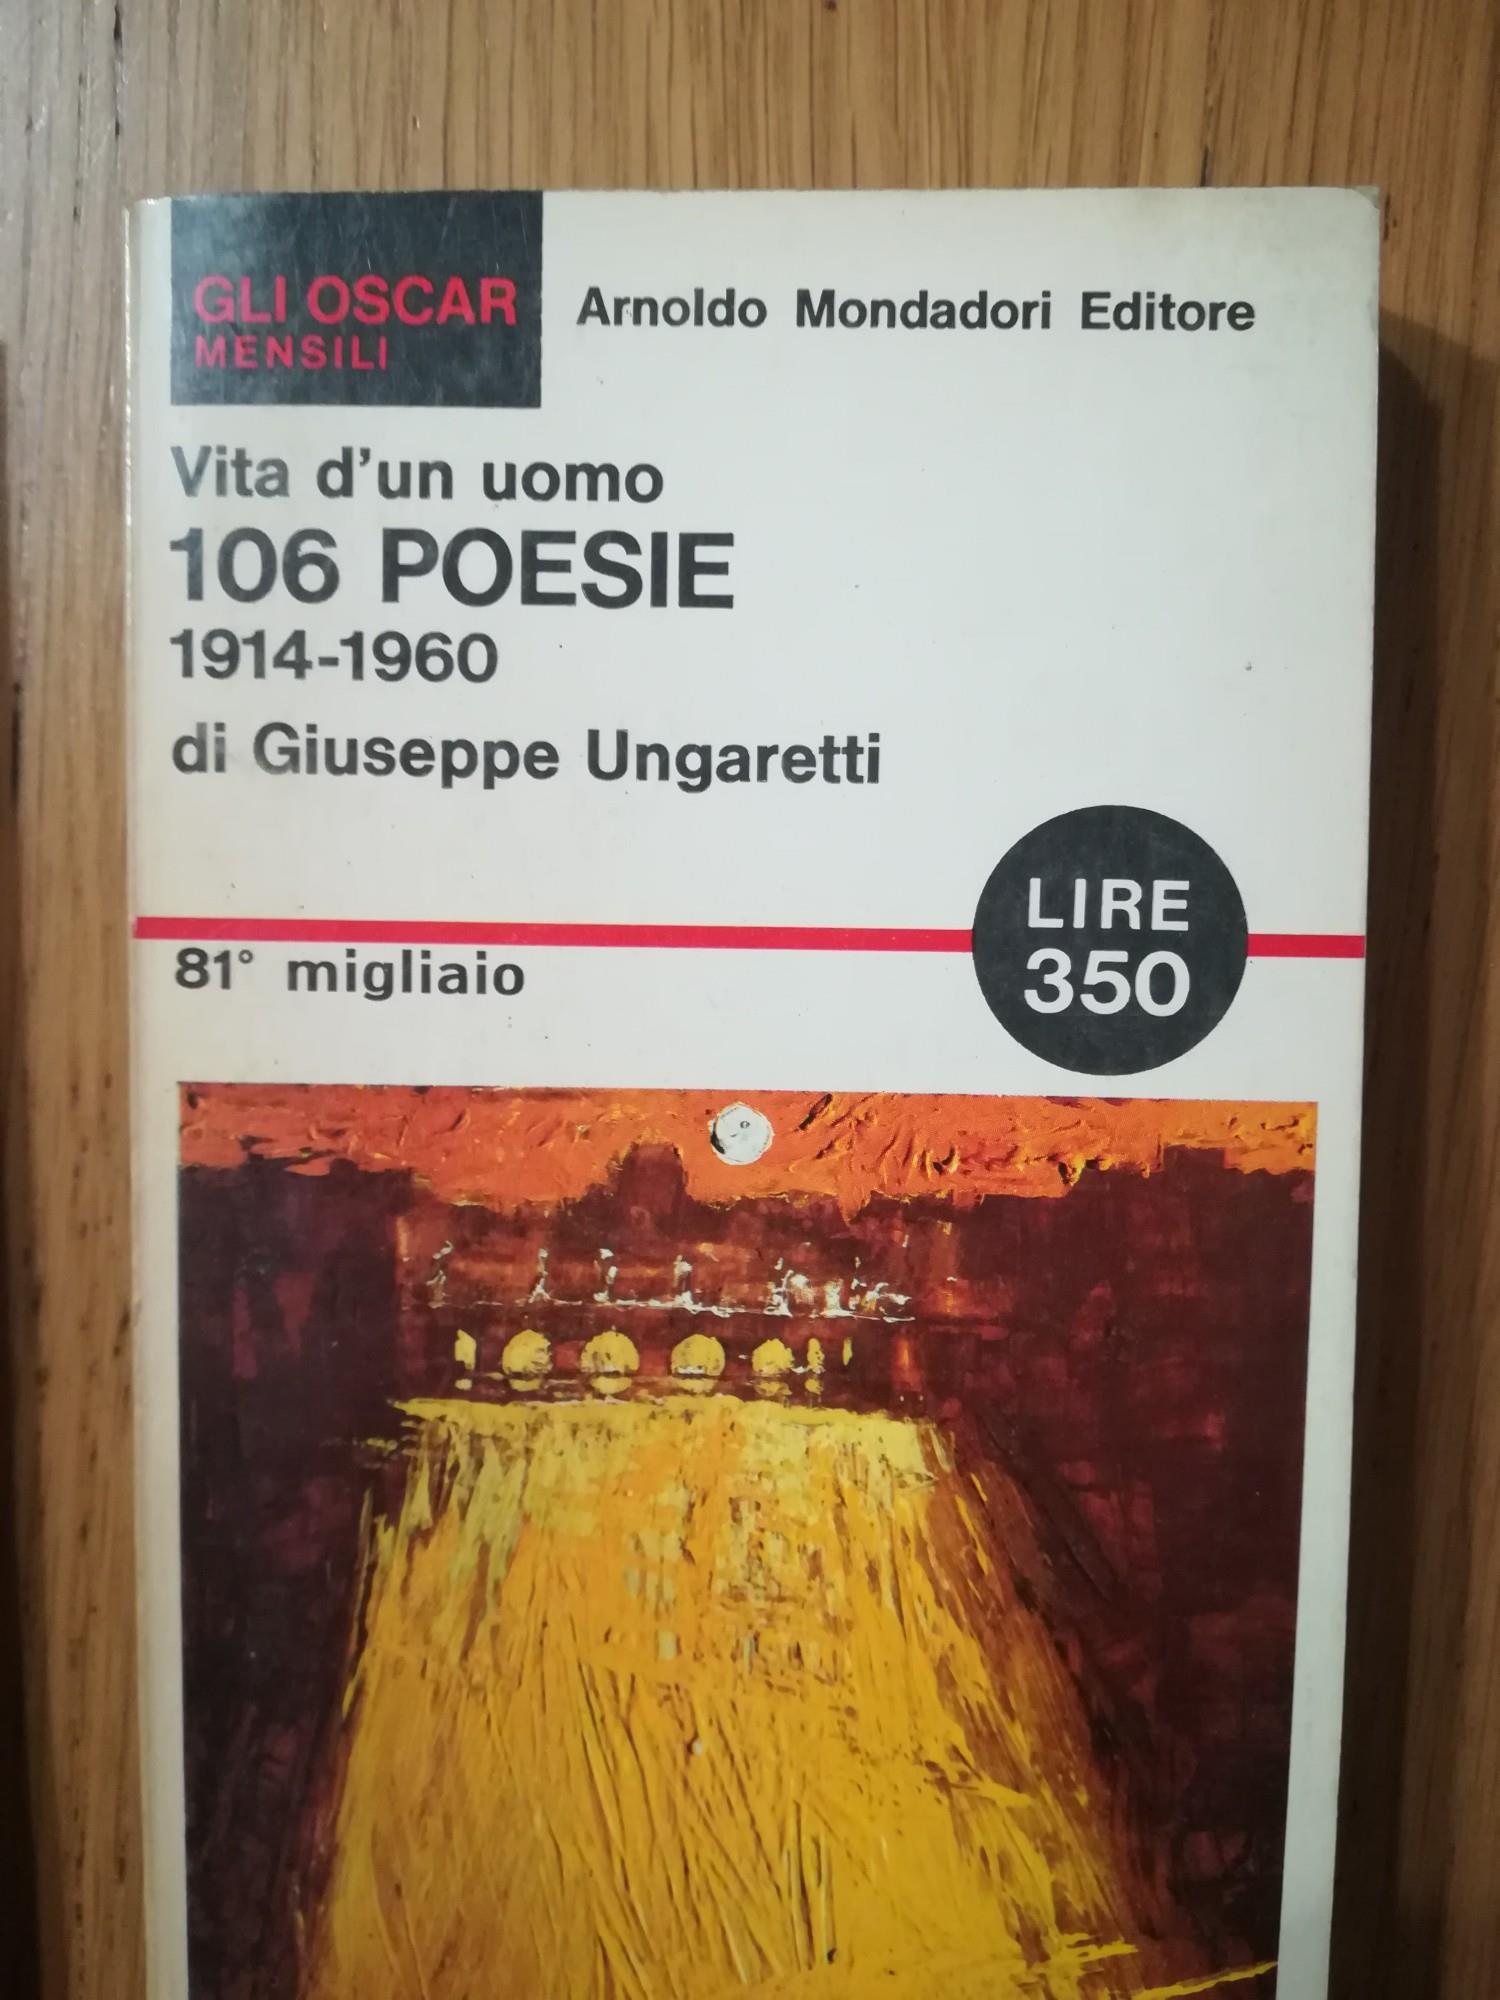 GLI OSCAR
MENSILI
Arnoldo Mondadori Editore
Vita d'un uomo
106 POESIE
1914-1960
di Giuseppe Ungaretti
LIRE
350
81° migliaio